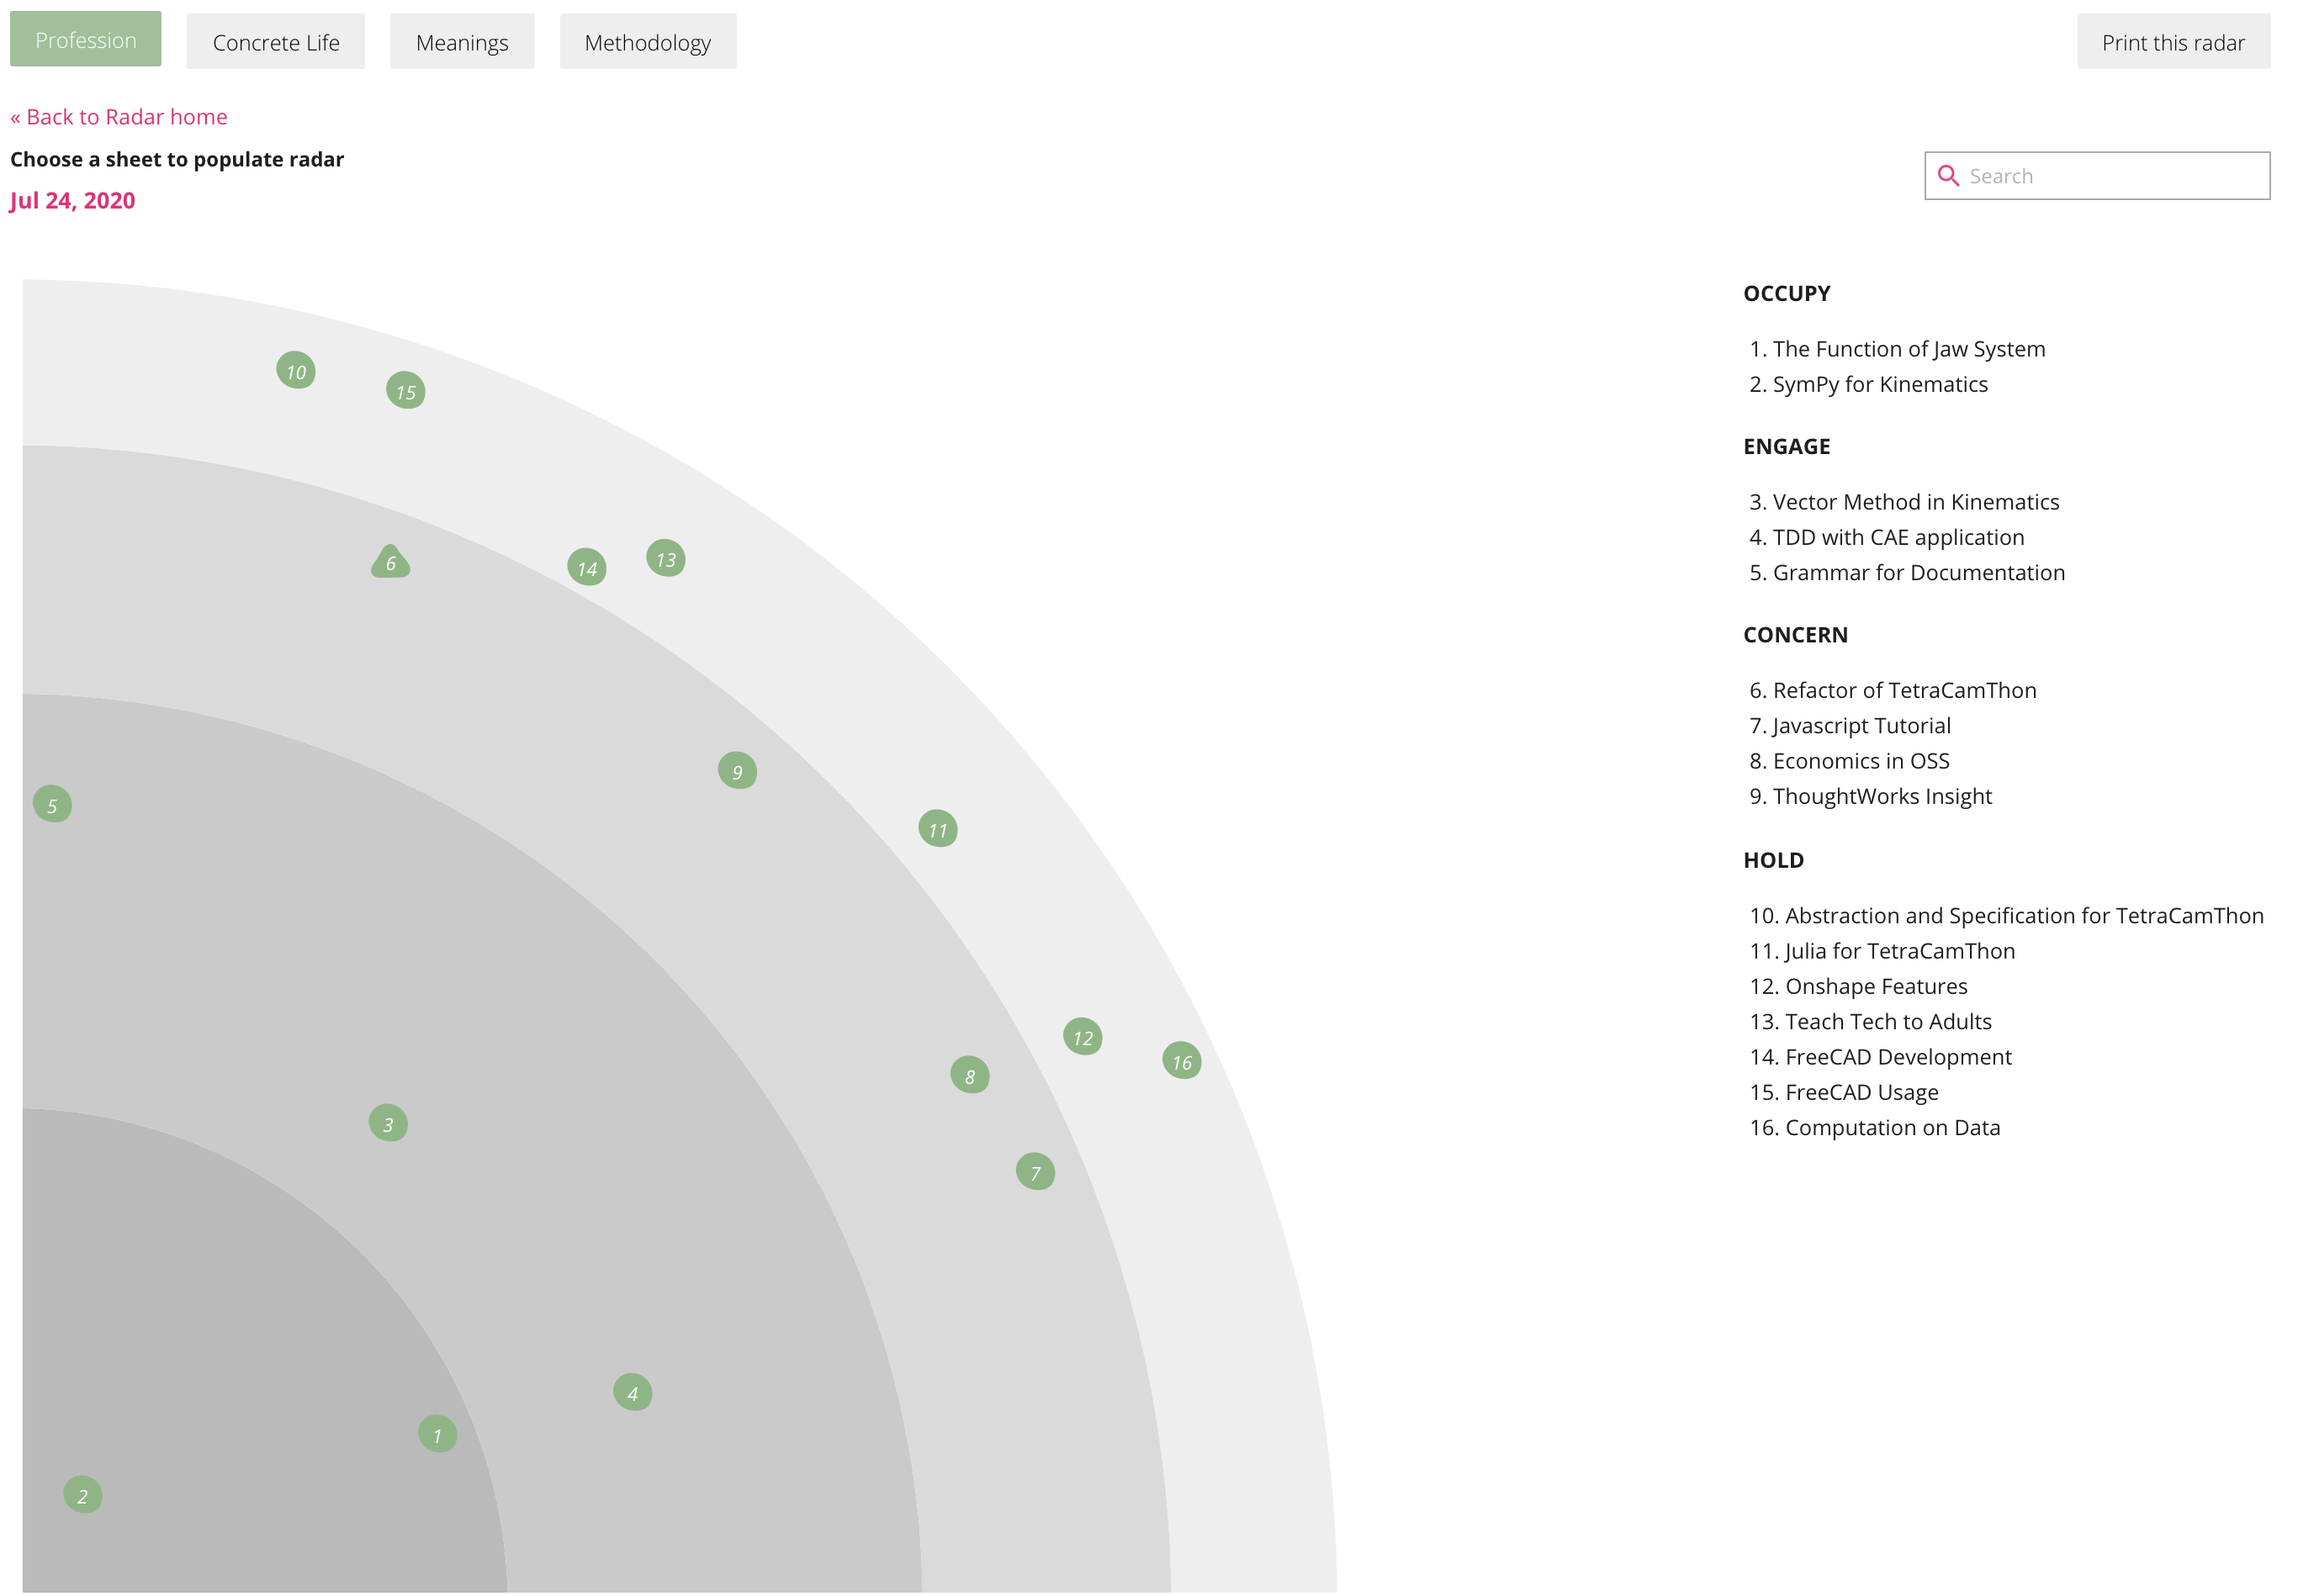 Profession
Concrete Life
Meanings
Methodology
Print this radar
« Back to Radar home
Choose a sheet to populate radar
Jul 24, 2020
Search
OCCUPY
1. The Function of Jaw System
2. SymPy for Kinematics
ENGAGE
3. Vector Method in Kinematics
4. TDD with CAE application
5. Grammar for Documentation
CONCERN
6. Refactor of TetraCamThon
7. Javascript Tutorial
8. Economics in OSS
9. ThoughtWorks Insight
HOLD
10. Abstraction and Specification for TetraCamThon
11. Julia for TetraCamThon
12. Onshape Features
13. Teach Tech to Adults
14. FreeCAD Development
15. FreeCAD Usage
16. Computation on Data
10
15
6
14
13
9
5
11
12
16
8
3
7
4
1
2